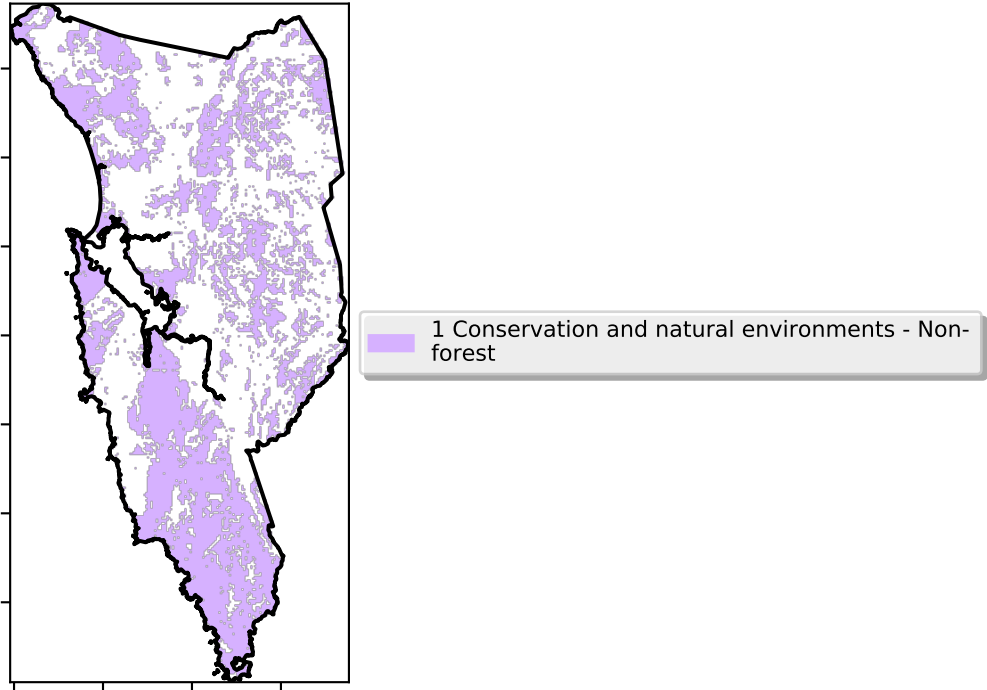 1 Conservation and natural environments - Non-
forest